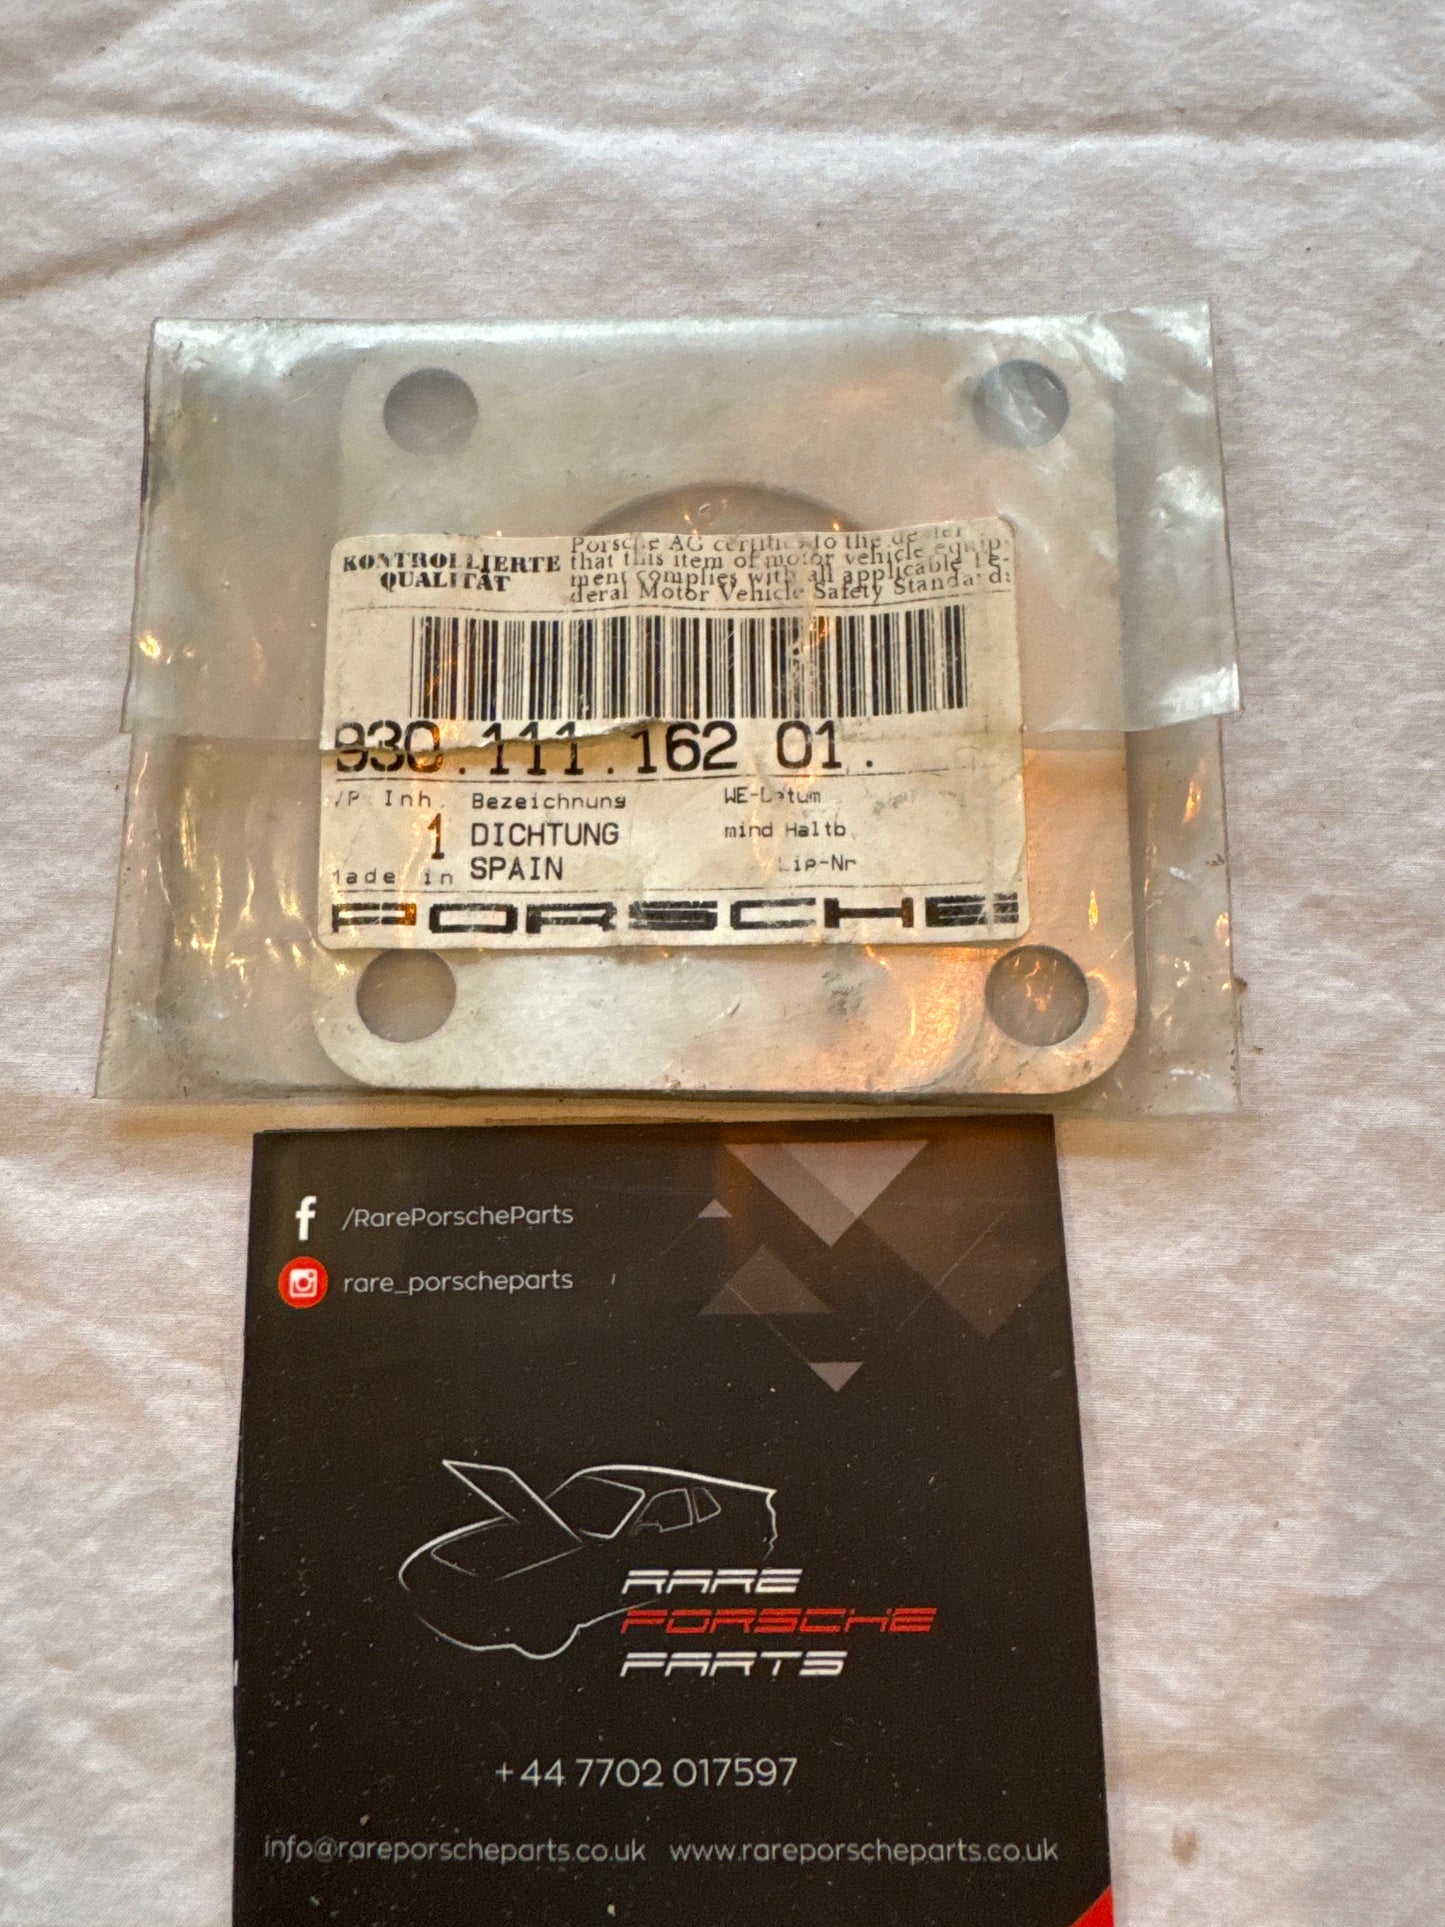 KONTROLLIERTE
QUALITÄT
Porsche AG certifies to the dealer
that this item of motor vehicle equip-
ment complies with all applicable Fe-
deral Motor Vehicle Safety Standards
930.111.162 01.
/P Inh. Bezeichnung WE-Datum
1 DICHTUNG mind Haltb.
Made in SPAIN Lip-Nr
PORSCHE
/RarePorscheParts
rare_porscheparts
RARE
PORSCHE
PARTS
+44 7702 017597
info@rareporscheparts.co.uk www.rareporscheparts.co.uk